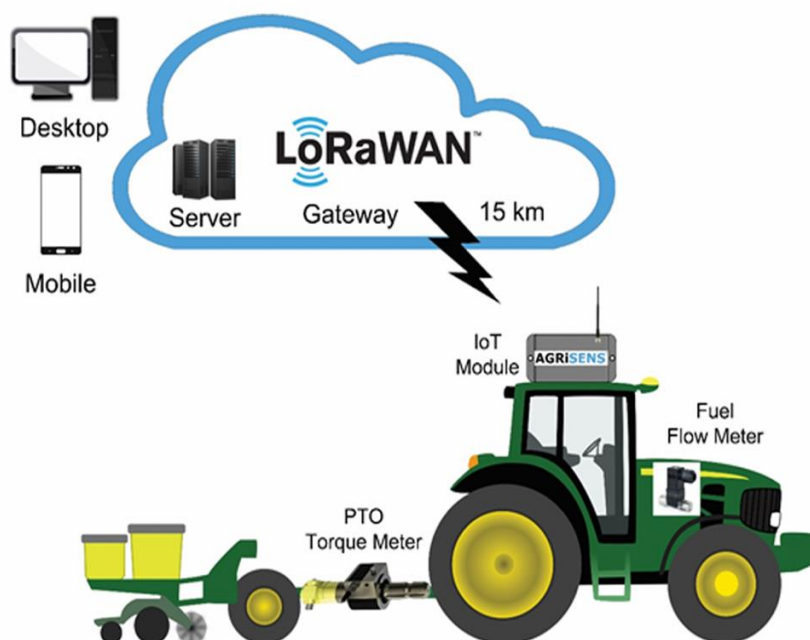 Desktop
LoRaWAN™
Server
Gateway
15 km
Mobile
IoT
Module
AGRiSENS
Fuel
Flow Meter
PTO
Torque Meter